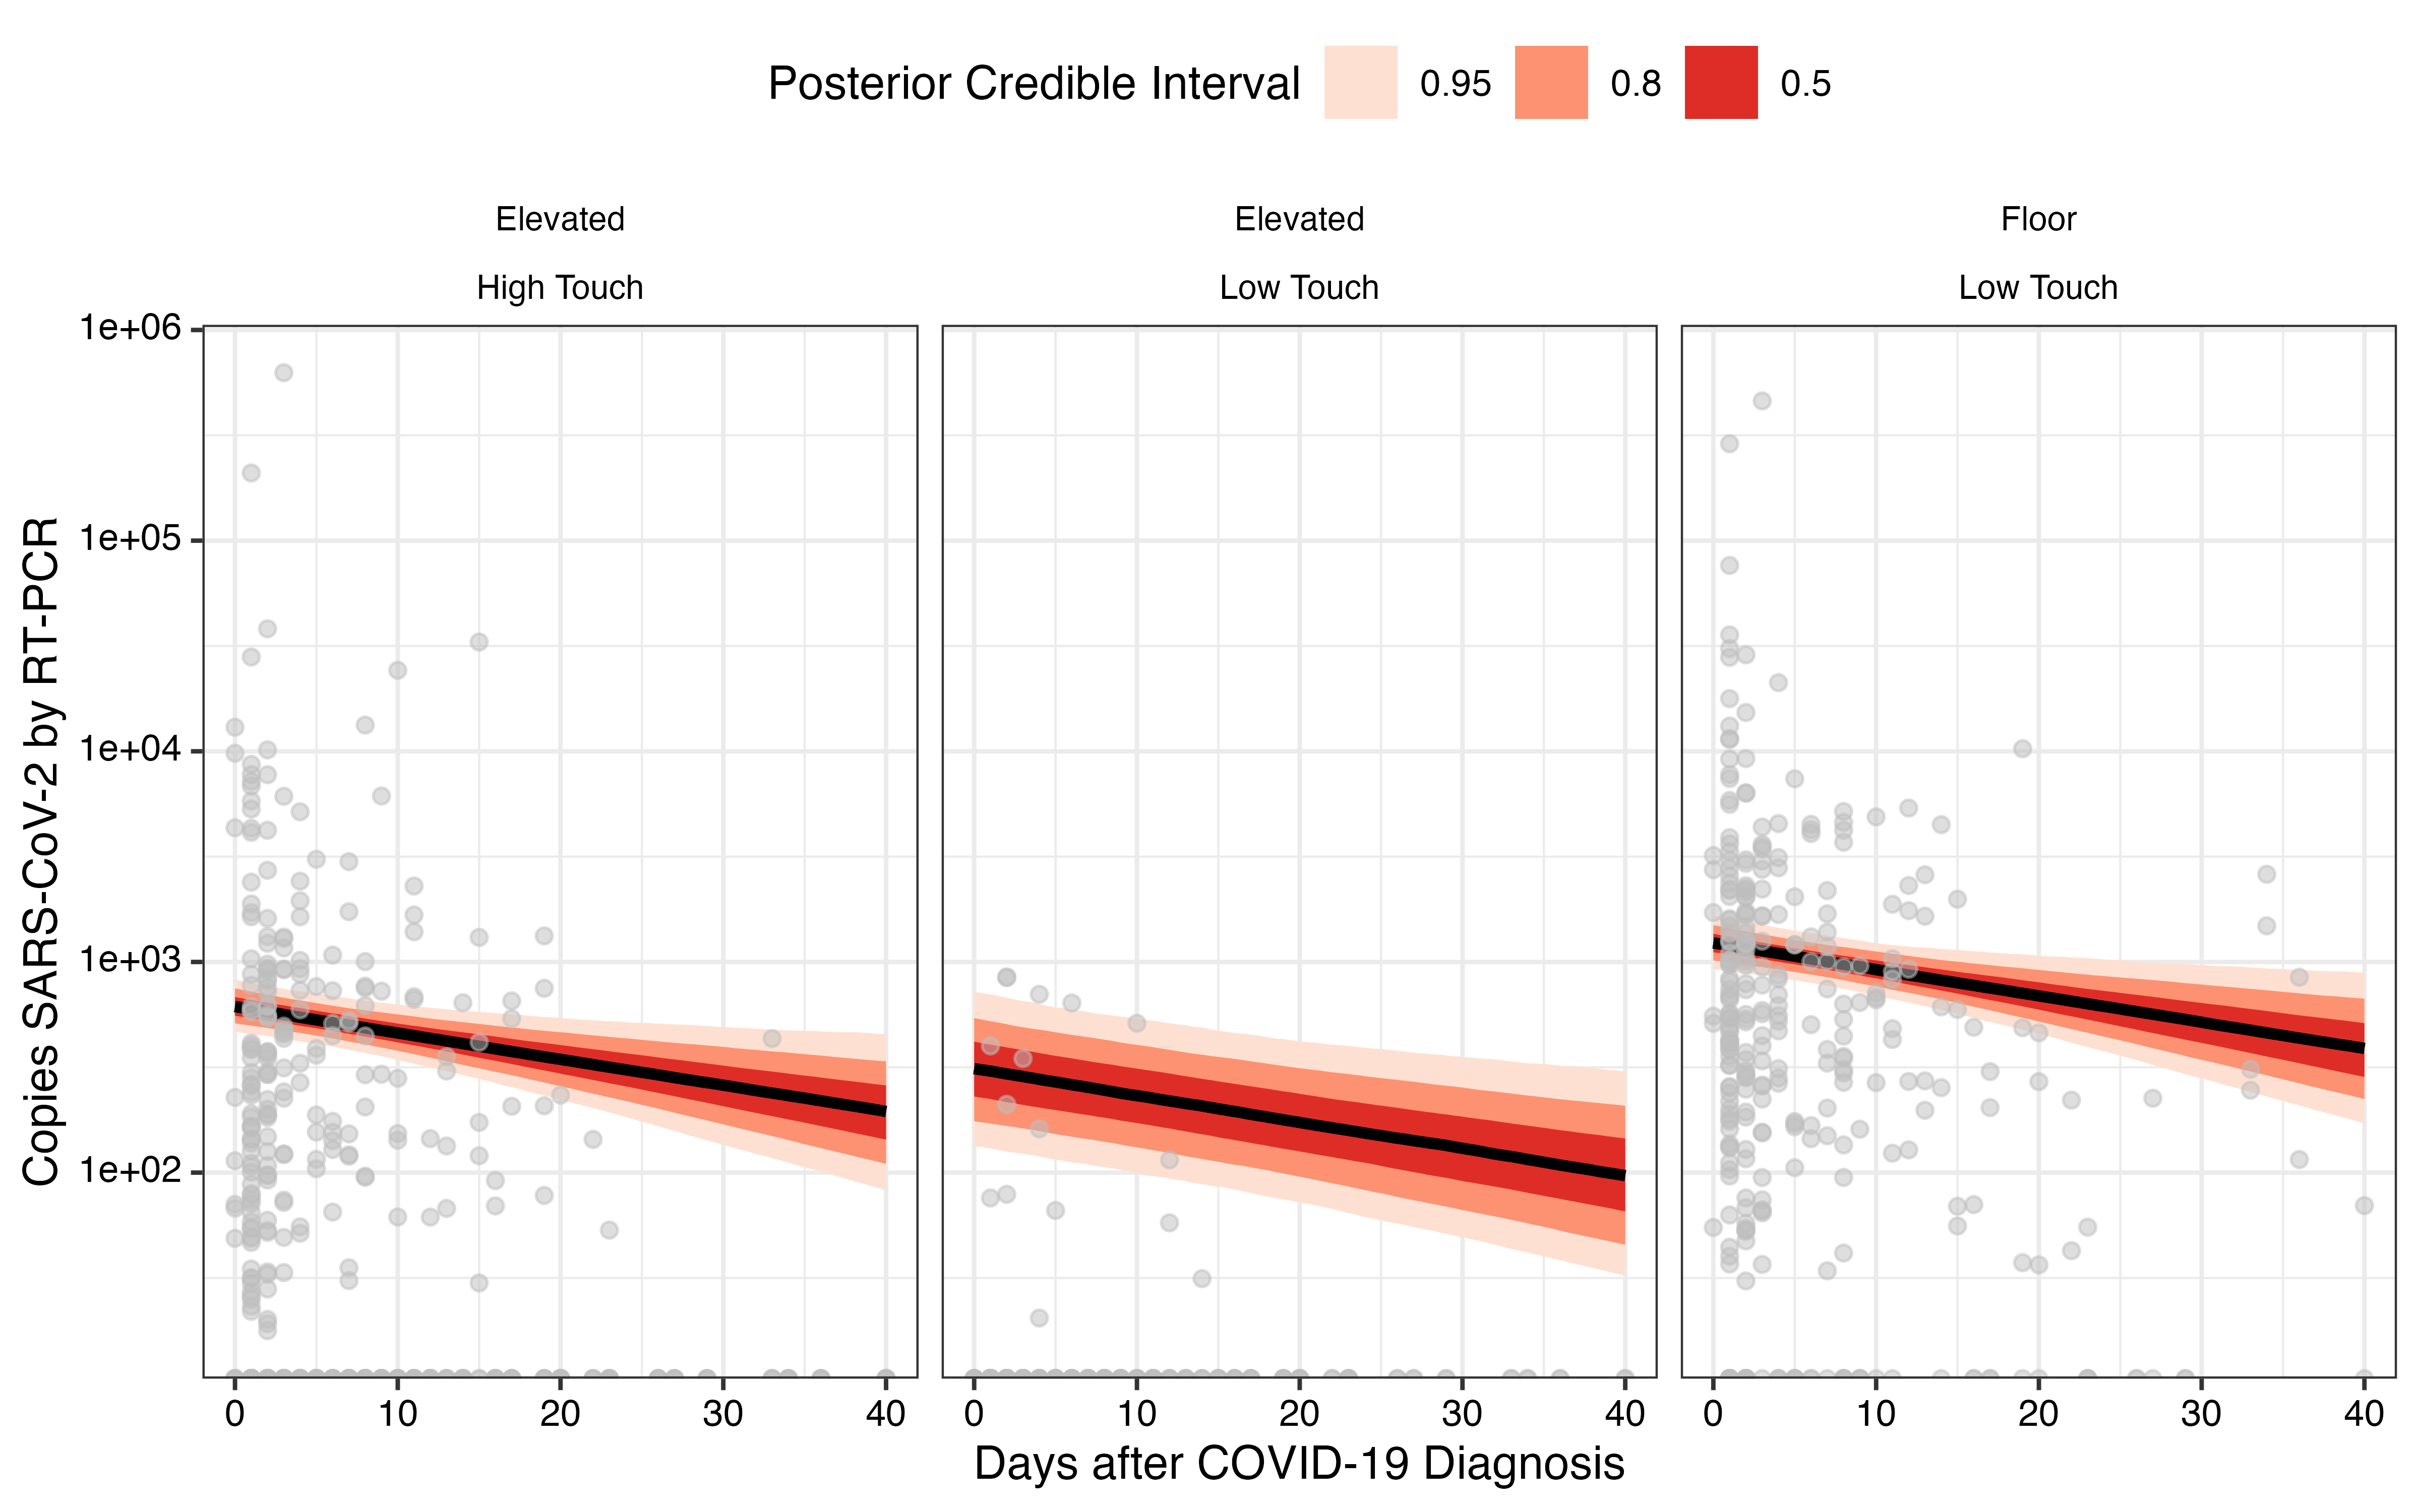 Posterior Credible Interval 0.95 0.8 0.5
Elevated Elevated Floor
High Touch Low Touch Low Touch
Copies SARS-CoV-2 by RT-PCR
1e+06
1e+05
1e+04
1e+03
1e+02
0 10 20 30 40 0 10 20 30 40 0 10 20 30 40
Days after COVID-19 Diagnosis